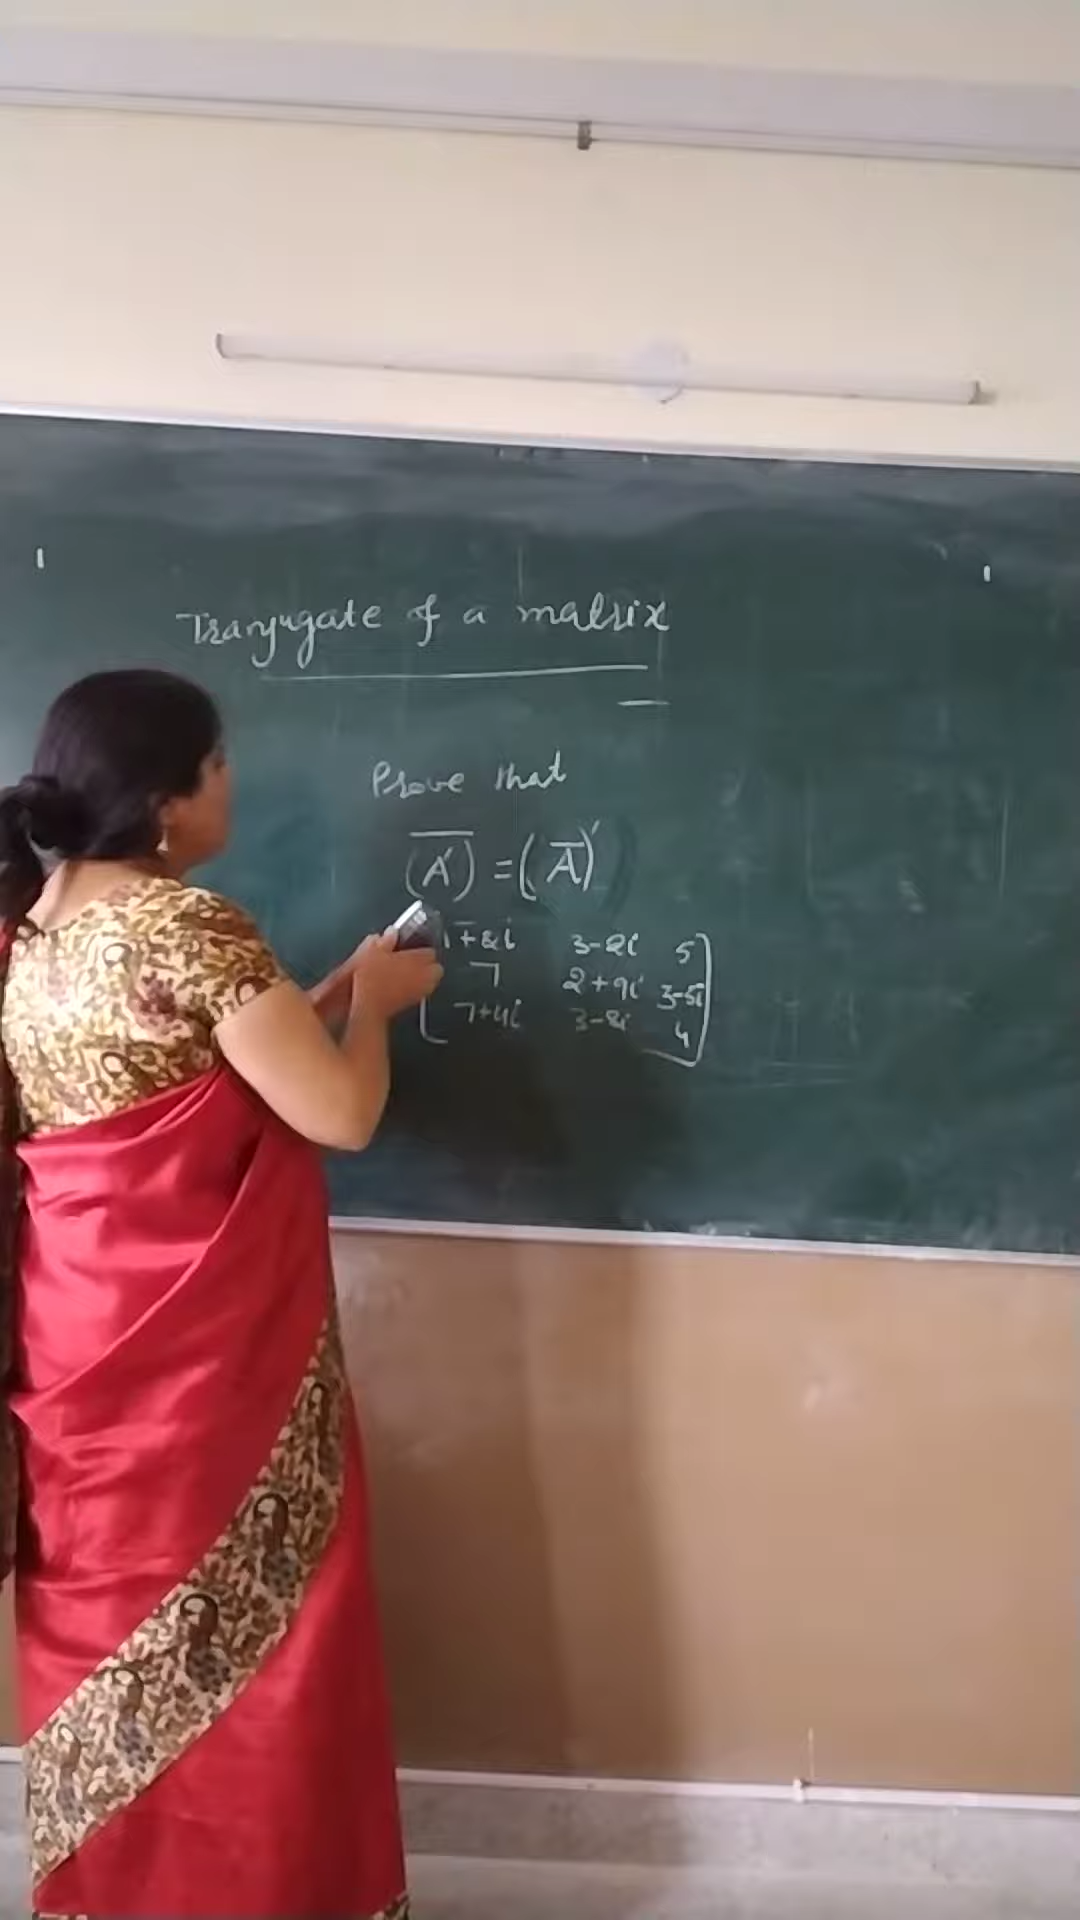 Tranjugate of a matrix
Prove that
(A')‾ = (A̅)'
1+2i 3-2i 5
7 2+9i 3-5i
7+4i 3-2i 4